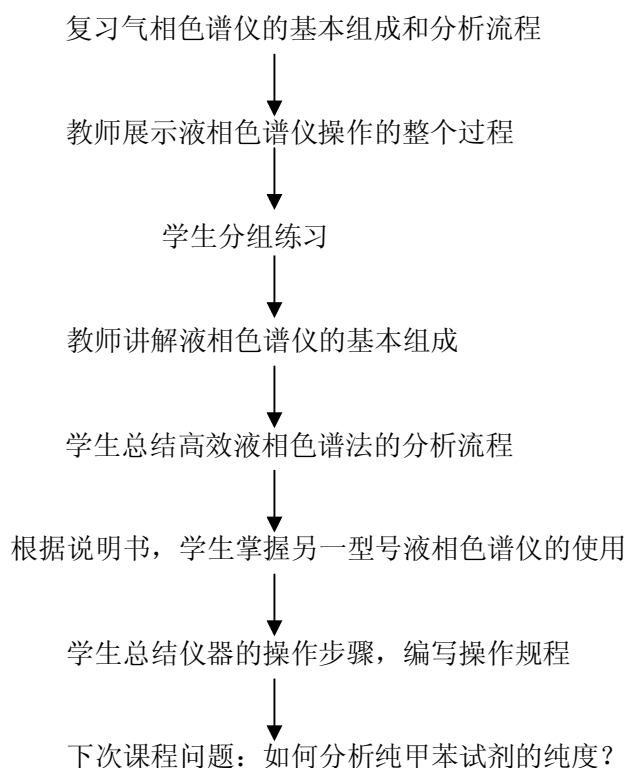 复习气相色谱仪的基本组成和分析流程
教师展示液相色谱仪操作的整个过程
学生分组练习
教师讲解液相色谱仪的基本组成
学生总结高效液相色谱法的分析流程
根据说明书，学生掌握另一型号液相色谱仪的使用
学生总结仪器的操作步骤，编写操作规程
下次课程问题：如何分析纯甲苯试剂的纯度？